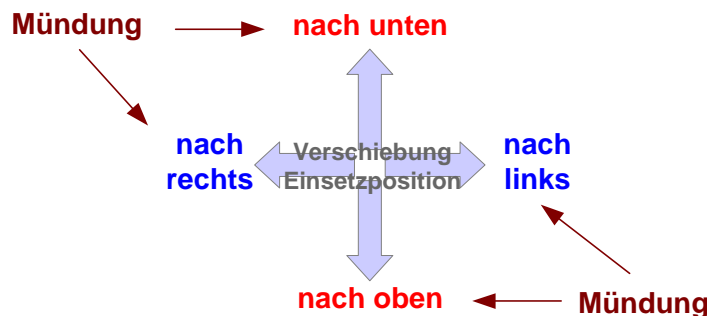 Mündung
nach unten
nach
rechts
Verschiebung
Einsetzposition
nach
links
nach oben
Mündung